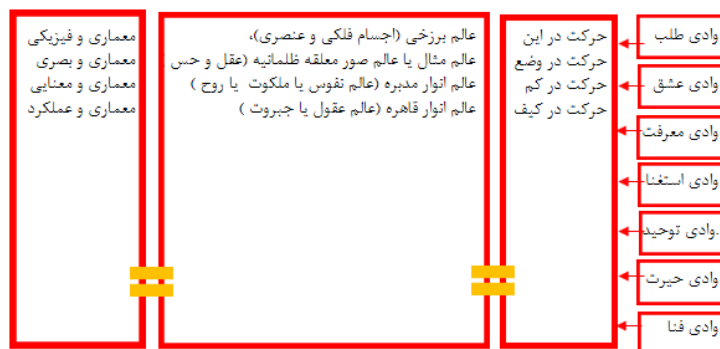 وادی طلب
وادی عشق
وادی معرفت
وادی استغنا
وادی توحید.
وادی حیرت
وادی فنا
حرکت در این
حرکت در وضع
حرکت در کم
حرکت در کیف
عالم برزخی (اجسام فلکی و عنصری)،
عالم مثال یا عالم صور معلقه ظلمانیه (عقل و حس
عالم انوار مدبره (عالم نفوس یا ملکوت یا روح )
عالم انوار قاهره (عالم عقول یا جبروت )
معماری و فیزیکی
معماری و بصری
معماری و معنایی
معماری و عملکرد